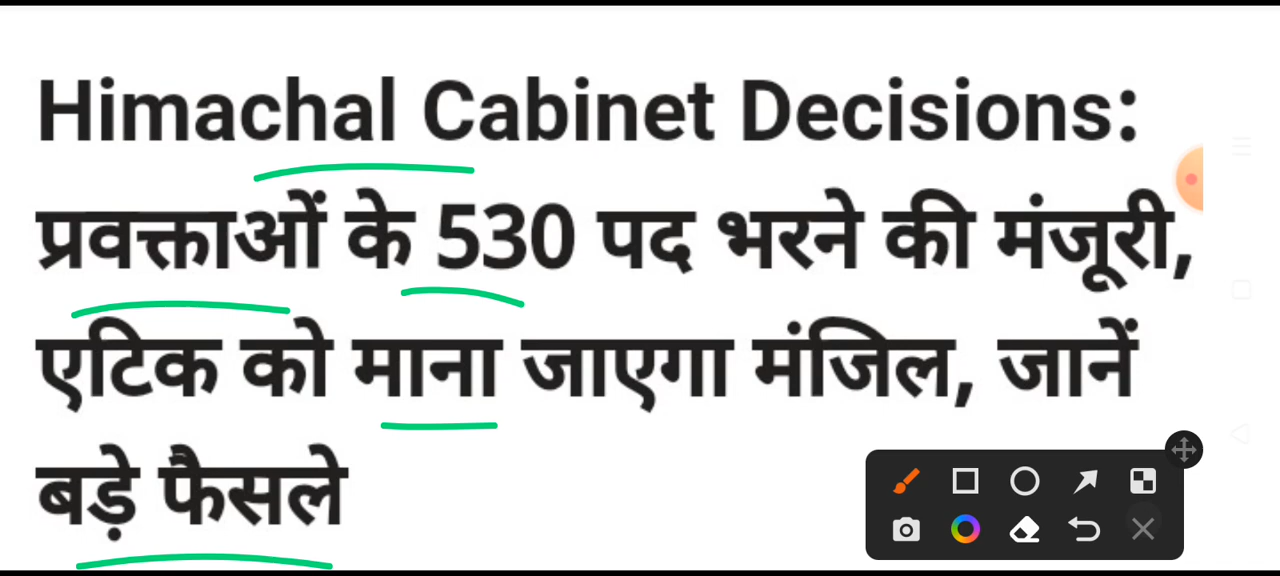 Himachal Cabinet Decisions:
प्रवक्ताओं के 530 पद भरने की मंजूरी,
एटिक को माना जाएगा मंजिल, जानें
बड़े फैसले